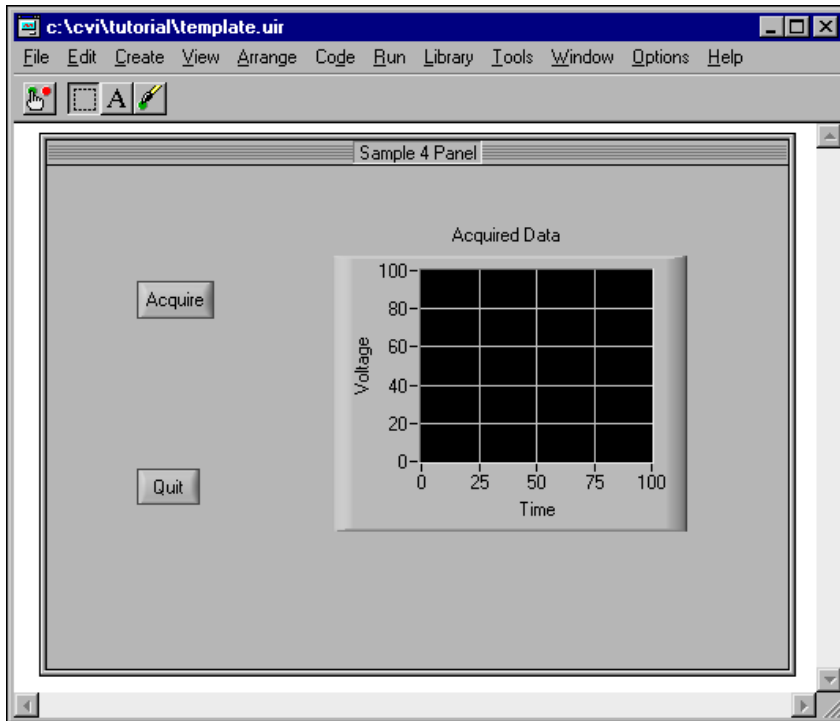 c:\cvi\tutorial\template.uir
File Edit Create View Arrange Code Run Library Tools Window Options Help
A
Sample 4 Panel
Acquired Data
Acquire
Quit
Voltage
100
80
60
40
20
0
0 25 50 75 100
Time